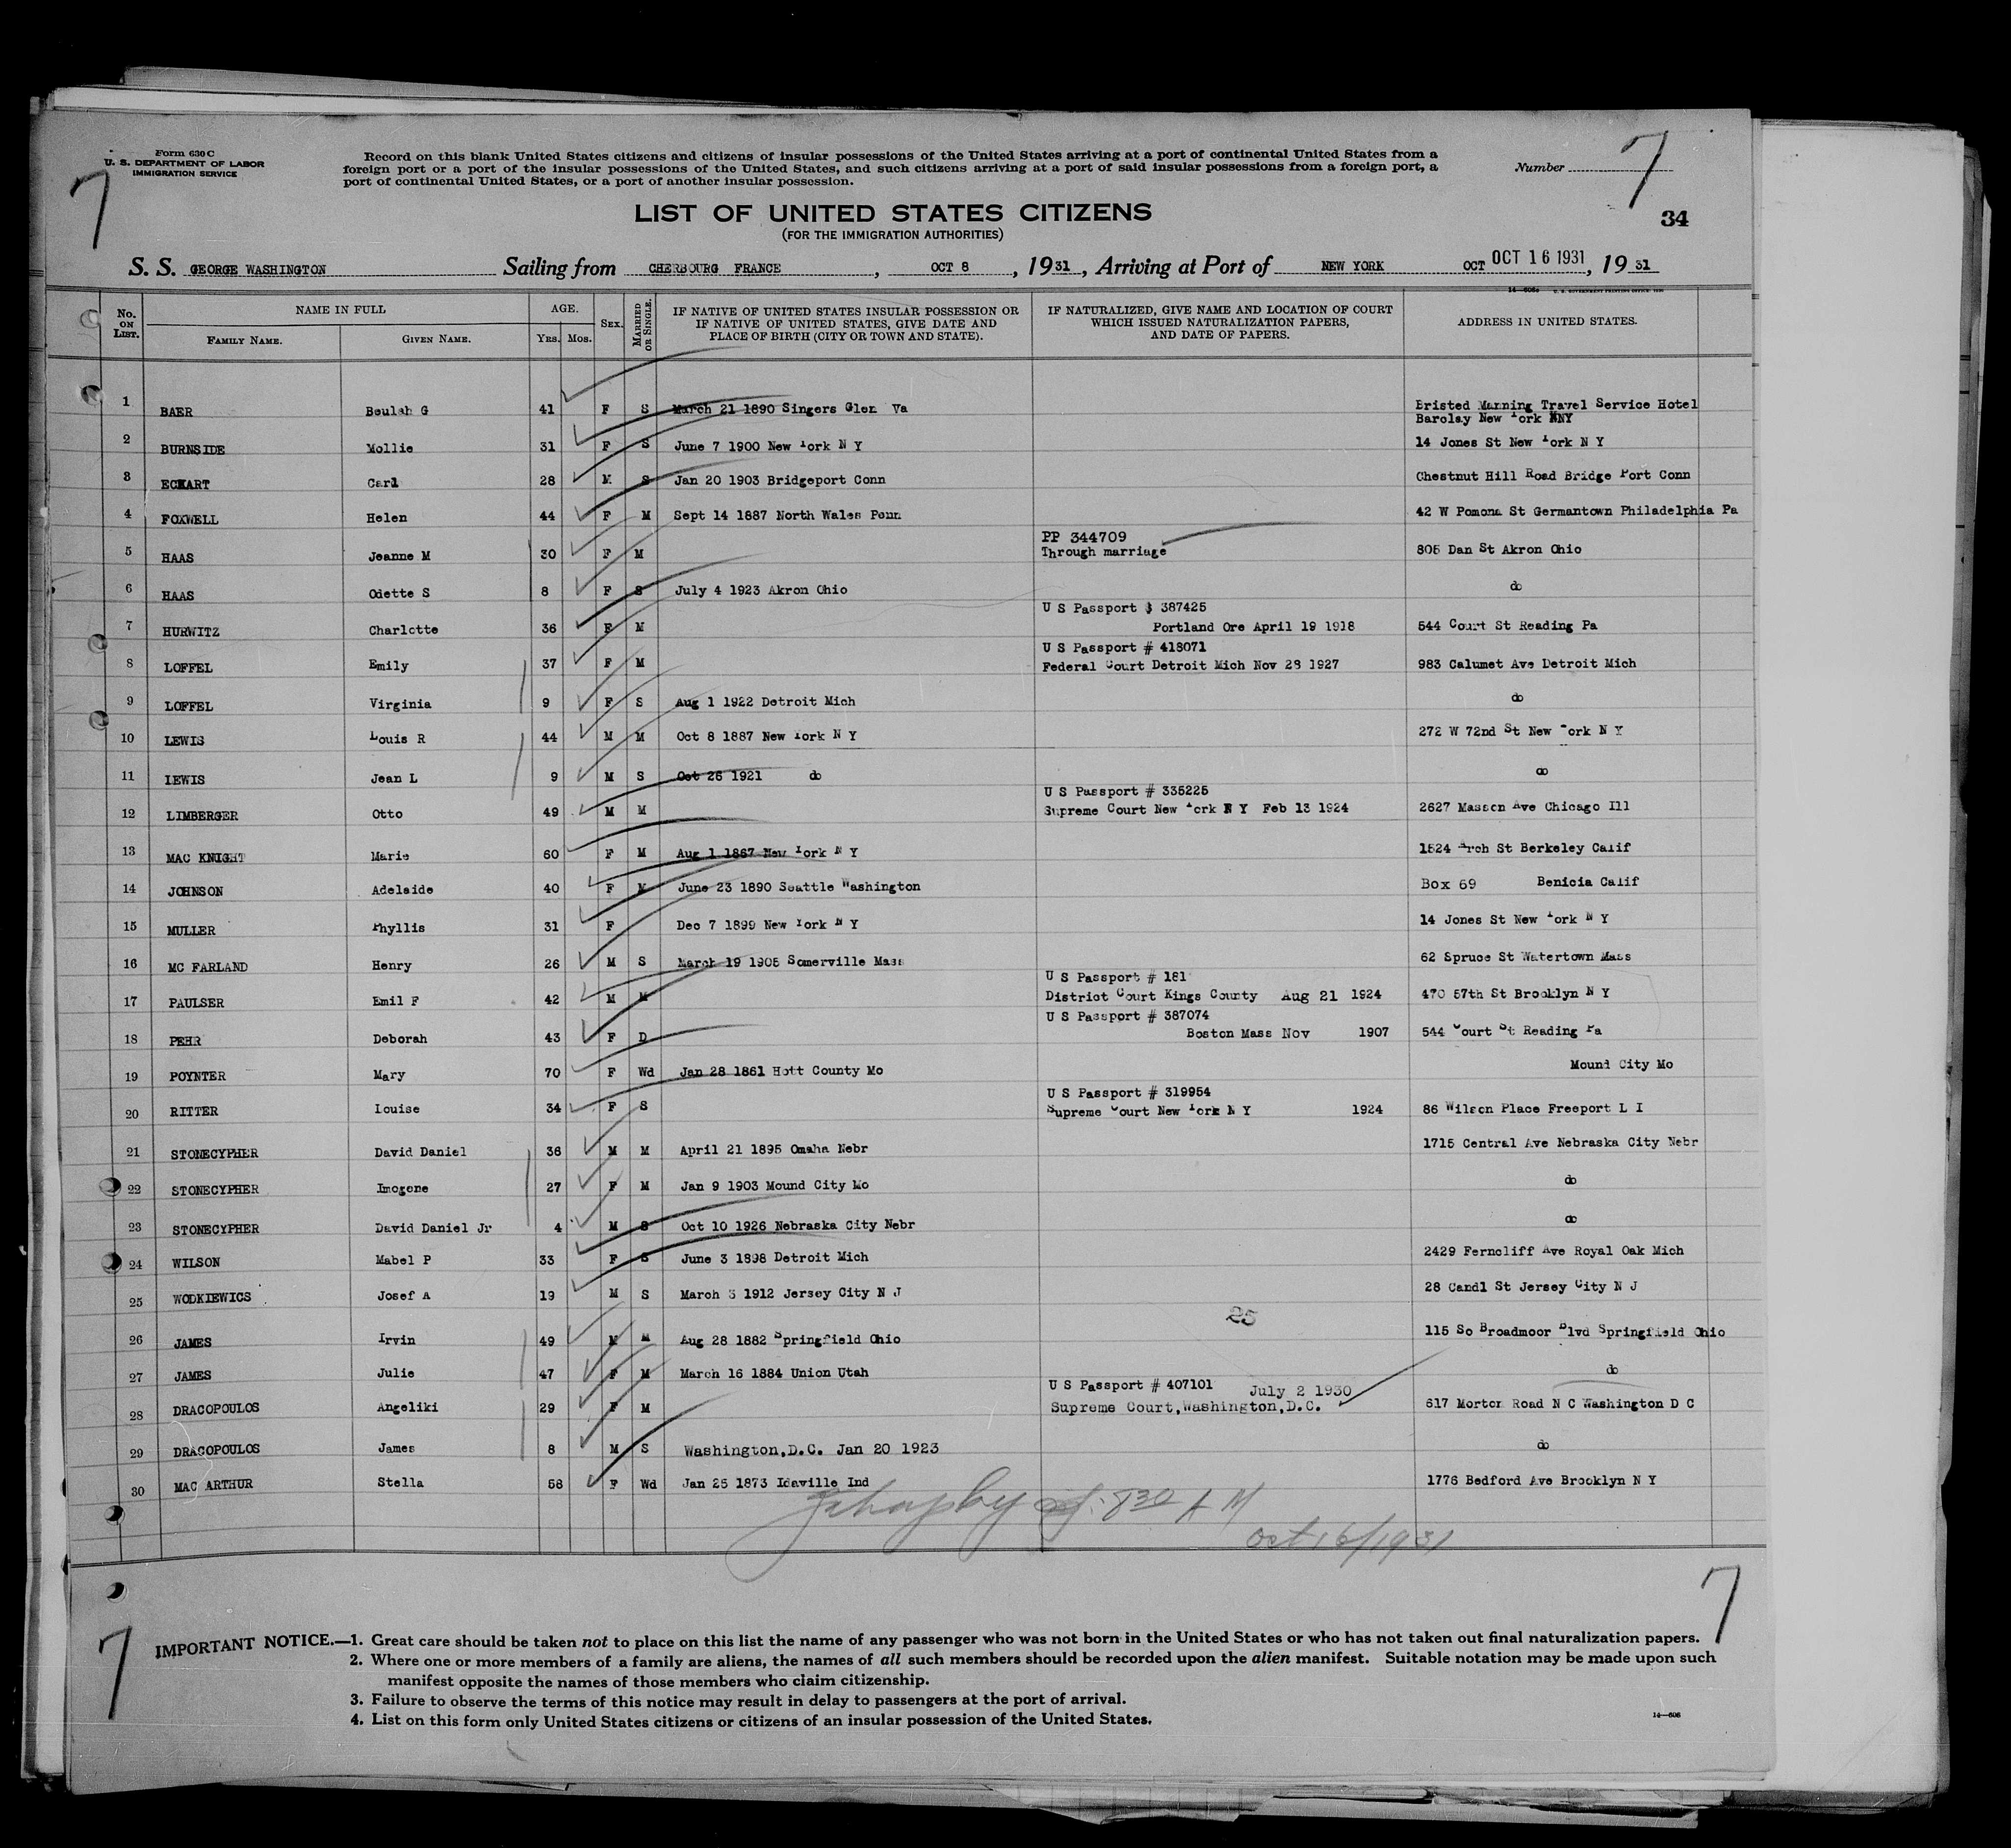 Form 630 C
U. S. DEPARTMENT OF LABOR
IMMIGRATION SERVICE
Record on this blank United States citizens and citizens of insular possessions of the United States arriving at a port of continental United States from a
foreign port or a port of the insular possessions of the United States, and such citizens arriving at a port of said insular possessions from a foreign port, a
port of continental United States, or a port of another insular possession.
Number
7
7
34
LIST OF UNITED STATES CITIZENS
(FOR THE IMMIGRATION AUTHORITIES)
S. S. GEORGE WASHINGTON Sailing from CHERBOURG FRANCE, OCT 8, 1931, Arriving at Port of NEW YORK OCT OCT 16 1931, 1931
No. ON LIST. NAME IN FULL FAMILY NAME. GIVEN NAME. AGE. YRS. MOS. SEX. MARRIED OR SINGLE. IF NATIVE OF UNITED STATES INSULAR POSSESSION OR IF NATIVE OF UNITED STATES, GIVE DATE AND PLACE OF BIRTH (CITY OR TOWN AND STATE). IF NATURALIZED, GIVE NAME AND LOCATION OF COURT WHICH ISSUED NATURALIZATION PAPERS, AND DATE OF PAPERS. ADDRESS IN UNITED STATES.
1 BAER Beulah G 41 F S March 21 1890 Singers Glen Va Bristed Manning Travel Service Hotel
Barclay New York NNY
2 BURNSIDE Mollie 31 F S June 7 1900 New York N Y 14 Jones St New York N Y
3 ECKART Carl 28 M S Jan 20 1903 Bridgeport Conn Chestnut Hill Road Bridge Port Conn
4 FOXWELL Helen 44 F M Sept 14 1887 North Wales Penn 42 W Pomona St Germantown Philadelphia Pa
PP 344709
5 HAAS Jeanne M 30 F M Through marriage 805 Dan St Akron Ohio
6 HAAS Odette S 8 F S July 4 1923 Akron Ohio do
U S Passport $ 387425
7 HURWITZ Charlotte 36 F M Portland Ore April 19 1918 544 Court St Reading Pa
U S Passport # 418071
8 LOFFEL Emily 37 F M Federal Court Detroit Mich Nov 28 1927 983 Calumet Ave Detroit Mich
9 LOFFEL Virginia 9 F S Aug 1 1922 Detroit Mich do
10 LEWIS Louis R 44 M M Oct 8 1887 New York N Y 272 W 72nd St New York N Y
11 LEWIS Jean L 9 M S Oct 26 1921 do do
U S Passport # 335225
12 LIMBERGER Otto 49 M M Supreme Court New York N Y Feb 13 1924 2627 Masson Ave Chicago Ill
13 MAC KNIGHT Marie 60 F M Aug 1 1867 New York N Y 1524 Arch St Berkeley Calif
14 JOHNSON Adelaide 40 F M June 23 1890 Seattle Washington Box 69 Benicia Calif
15 MULLER Phyllis 31 F Dec 7 1899 New York N Y 14 Jones St New York N Y
16 MC FARLAND Henry 26 M S March 19 1905 Somerville Mass 62 Spruce St Watertown Mass
U S Passport # 181
17 PAULSER Emil F 42 M M District Court Kings County Aug 21 1924 470 57th St Brooklyn N Y
U S Passport # 387074
18 PEHR Deborah 43 F D Boston Mass Nov 1907 544 Court St Reading Pa
19 POYNTER Mary 70 F Wd Jan 28 1861 Hott County Mo Mound City Mo
U S Passport # 319954
20 RITTER Louise 34 F S Supreme Court New York N Y 1924 86 Wilson Place Freeport L I
21 STONECYPHER David Daniel 36 M M April 21 1895 Omaha Nebr 1715 Central Ave Nebraska City Nebr
22 STONECYPHER Imogene 27 F M Jan 9 1903 Mound City Mo do
23 STONECYPHER David Daniel Jr 4 M S Oct 10 1926 Nebraska City Nebr do
24 WILSON Mabel P 33 F S June 3 1898 Detroit Mich 2429 Ferncliff Ave Royal Oak Mich
25 WODKIEWICS Josef A 19 M S March 3 1912 Jersey City N J 28 Candl St Jersey City N J
25
26 JAMES Irvin 49 M M Aug 28 1882 Springfield Ohio 115 So Broadmoor Blvd Springfield Ohio
27 JAMES Julie 47 F M March 16 1884 Union Utah do
U S Passport # 407101 July 2 1930
28 DRACOPOULOS Angeliki 29 F M Supreme Court, Washington, D.C. 617 Morton Road N C Washington D C
29 DRACOPOULOS James 8 M S Washington, D.C. Jan 20 1923 do
30 MAC ARTHUR Stella 58 F Wd Jan 25 1873 Idaville Ind 1776 Bedford Ave Brooklyn N Y
830 A M
Oct 16/1931
7
7
IMPORTANT NOTICE.—1. Great care should be taken not to place on this list the name of any passenger who was not born in the United States or who has not taken out final naturalization papers.
2. Where one or more members of a family are aliens, the names of all such members should be recorded upon the alien manifest. Suitable notation may be made upon such
manifest opposite the names of those members who claim citizenship.
3. Failure to observe the terms of this notice may result in delay to passengers at the port of arrival.
4. List on this form only United States citizens or citizens of an insular possession of the United States.
14—606